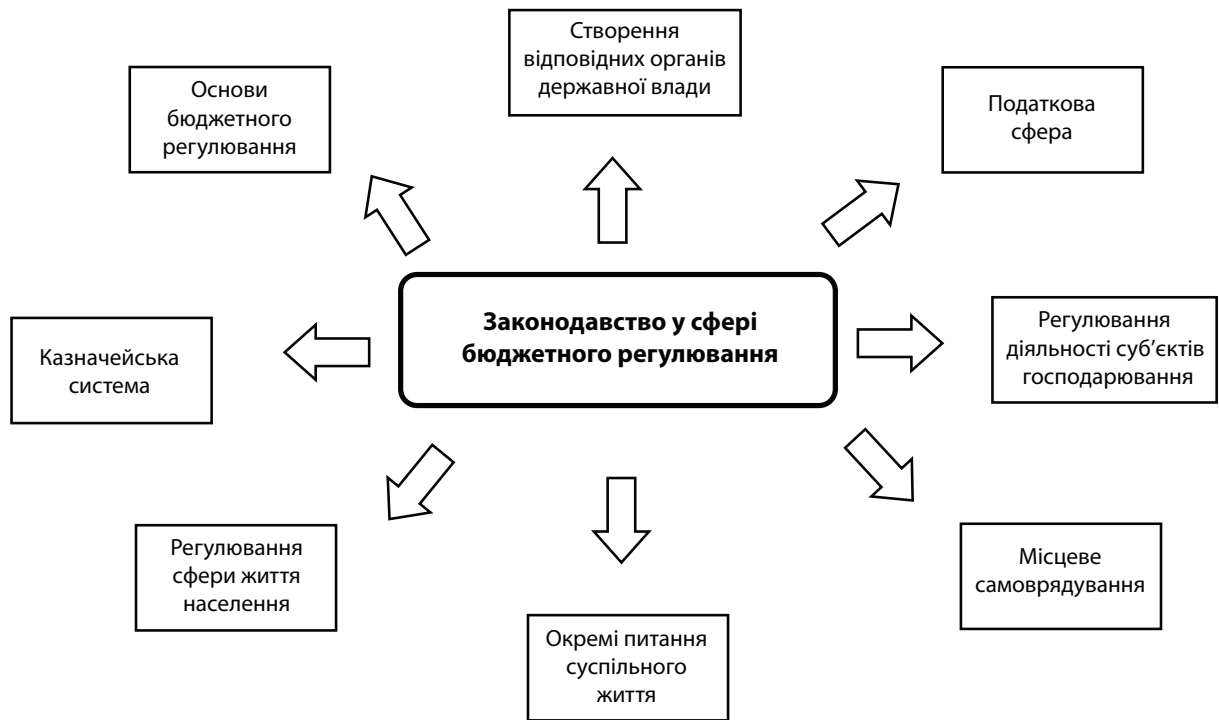 Створення
відповідних органів
державної влади
Основи
бюджетного
регулювання
Податкова
сфера
Законодавство у сфері
бюджетного регулювання
Казначейська
система
Регулювання
діяльності суб’єктів
господарювання
Регулювання
сфери життя
населення
Місцеве
самоврядування
Окремі питання
суспільного
життя